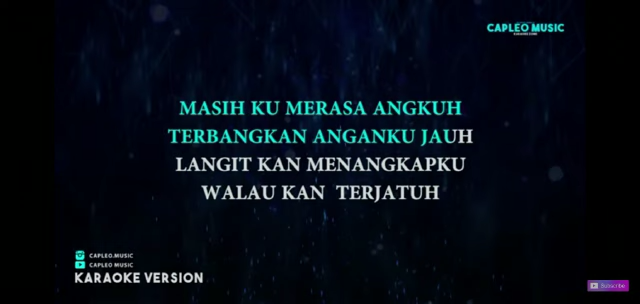 CAPLEO MUSIC
MASIH KU MERASA ANGKUH
TERBANGKAN ANGANKU JAUH
LANGIT KAN MENANGKAPKU
WALAU KAN TERJATUH
CAPLEO.MUSIC
CAPLEO MUSIC
KARAOKE VERSION
Subscribe